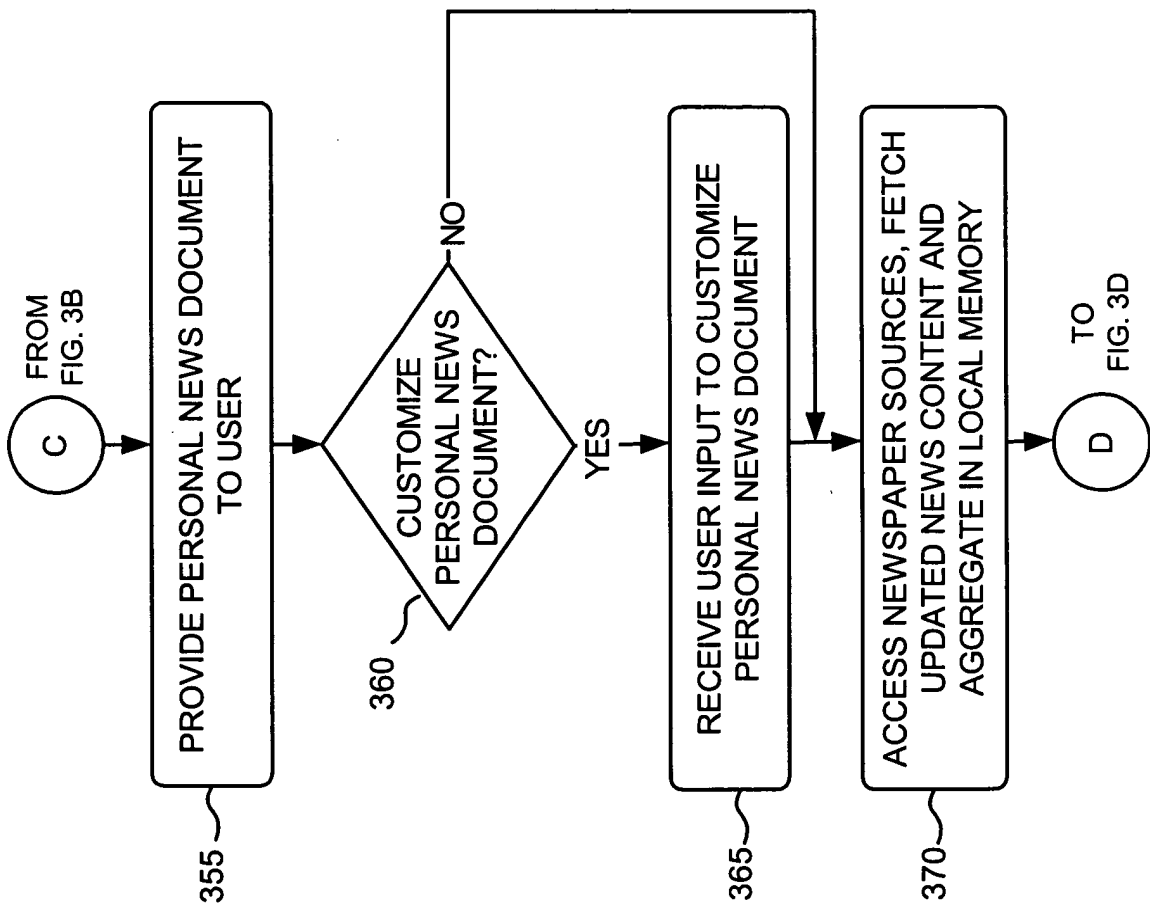 FROM
FIG. 3B
C
PROVIDE PERSONAL NEWS DOCUMENT
TO USER
355
CUSTOMIZE
PERSONAL NEWS
DOCUMENT?
360
NO
YES
RECEIVE USER INPUT TO CUSTOMIZE
PERSONAL NEWS DOCUMENT
365
ACCESS NEWSPAPER SOURCES, FETCH
UPDATED NEWS CONTENT AND
AGGREGATE IN LOCAL MEMORY
370
D
TO
FIG. 3D